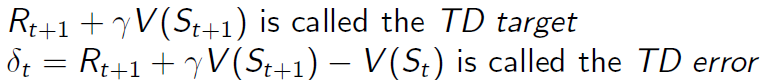 R_{t+1} + γV(S_{t+1}) is called the TD target
δ_t = R_{t+1} + γV(S_{t+1}) − V(S_t) is called the TD error